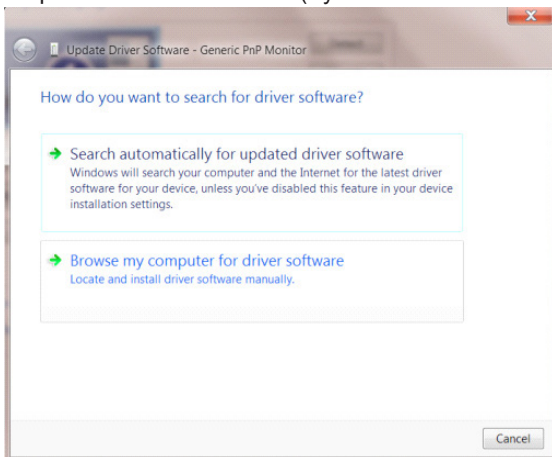 Update Driver Software - Generic PnP Monitor
How do you want to search for driver software?
Search automatically for updated driver software
Windows will search your computer and the Internet for the latest driver
software for your device, unless you've disabled this feature in your device
installation settings.
Browse my computer for driver software
Locate and install driver software manually.
Cancel